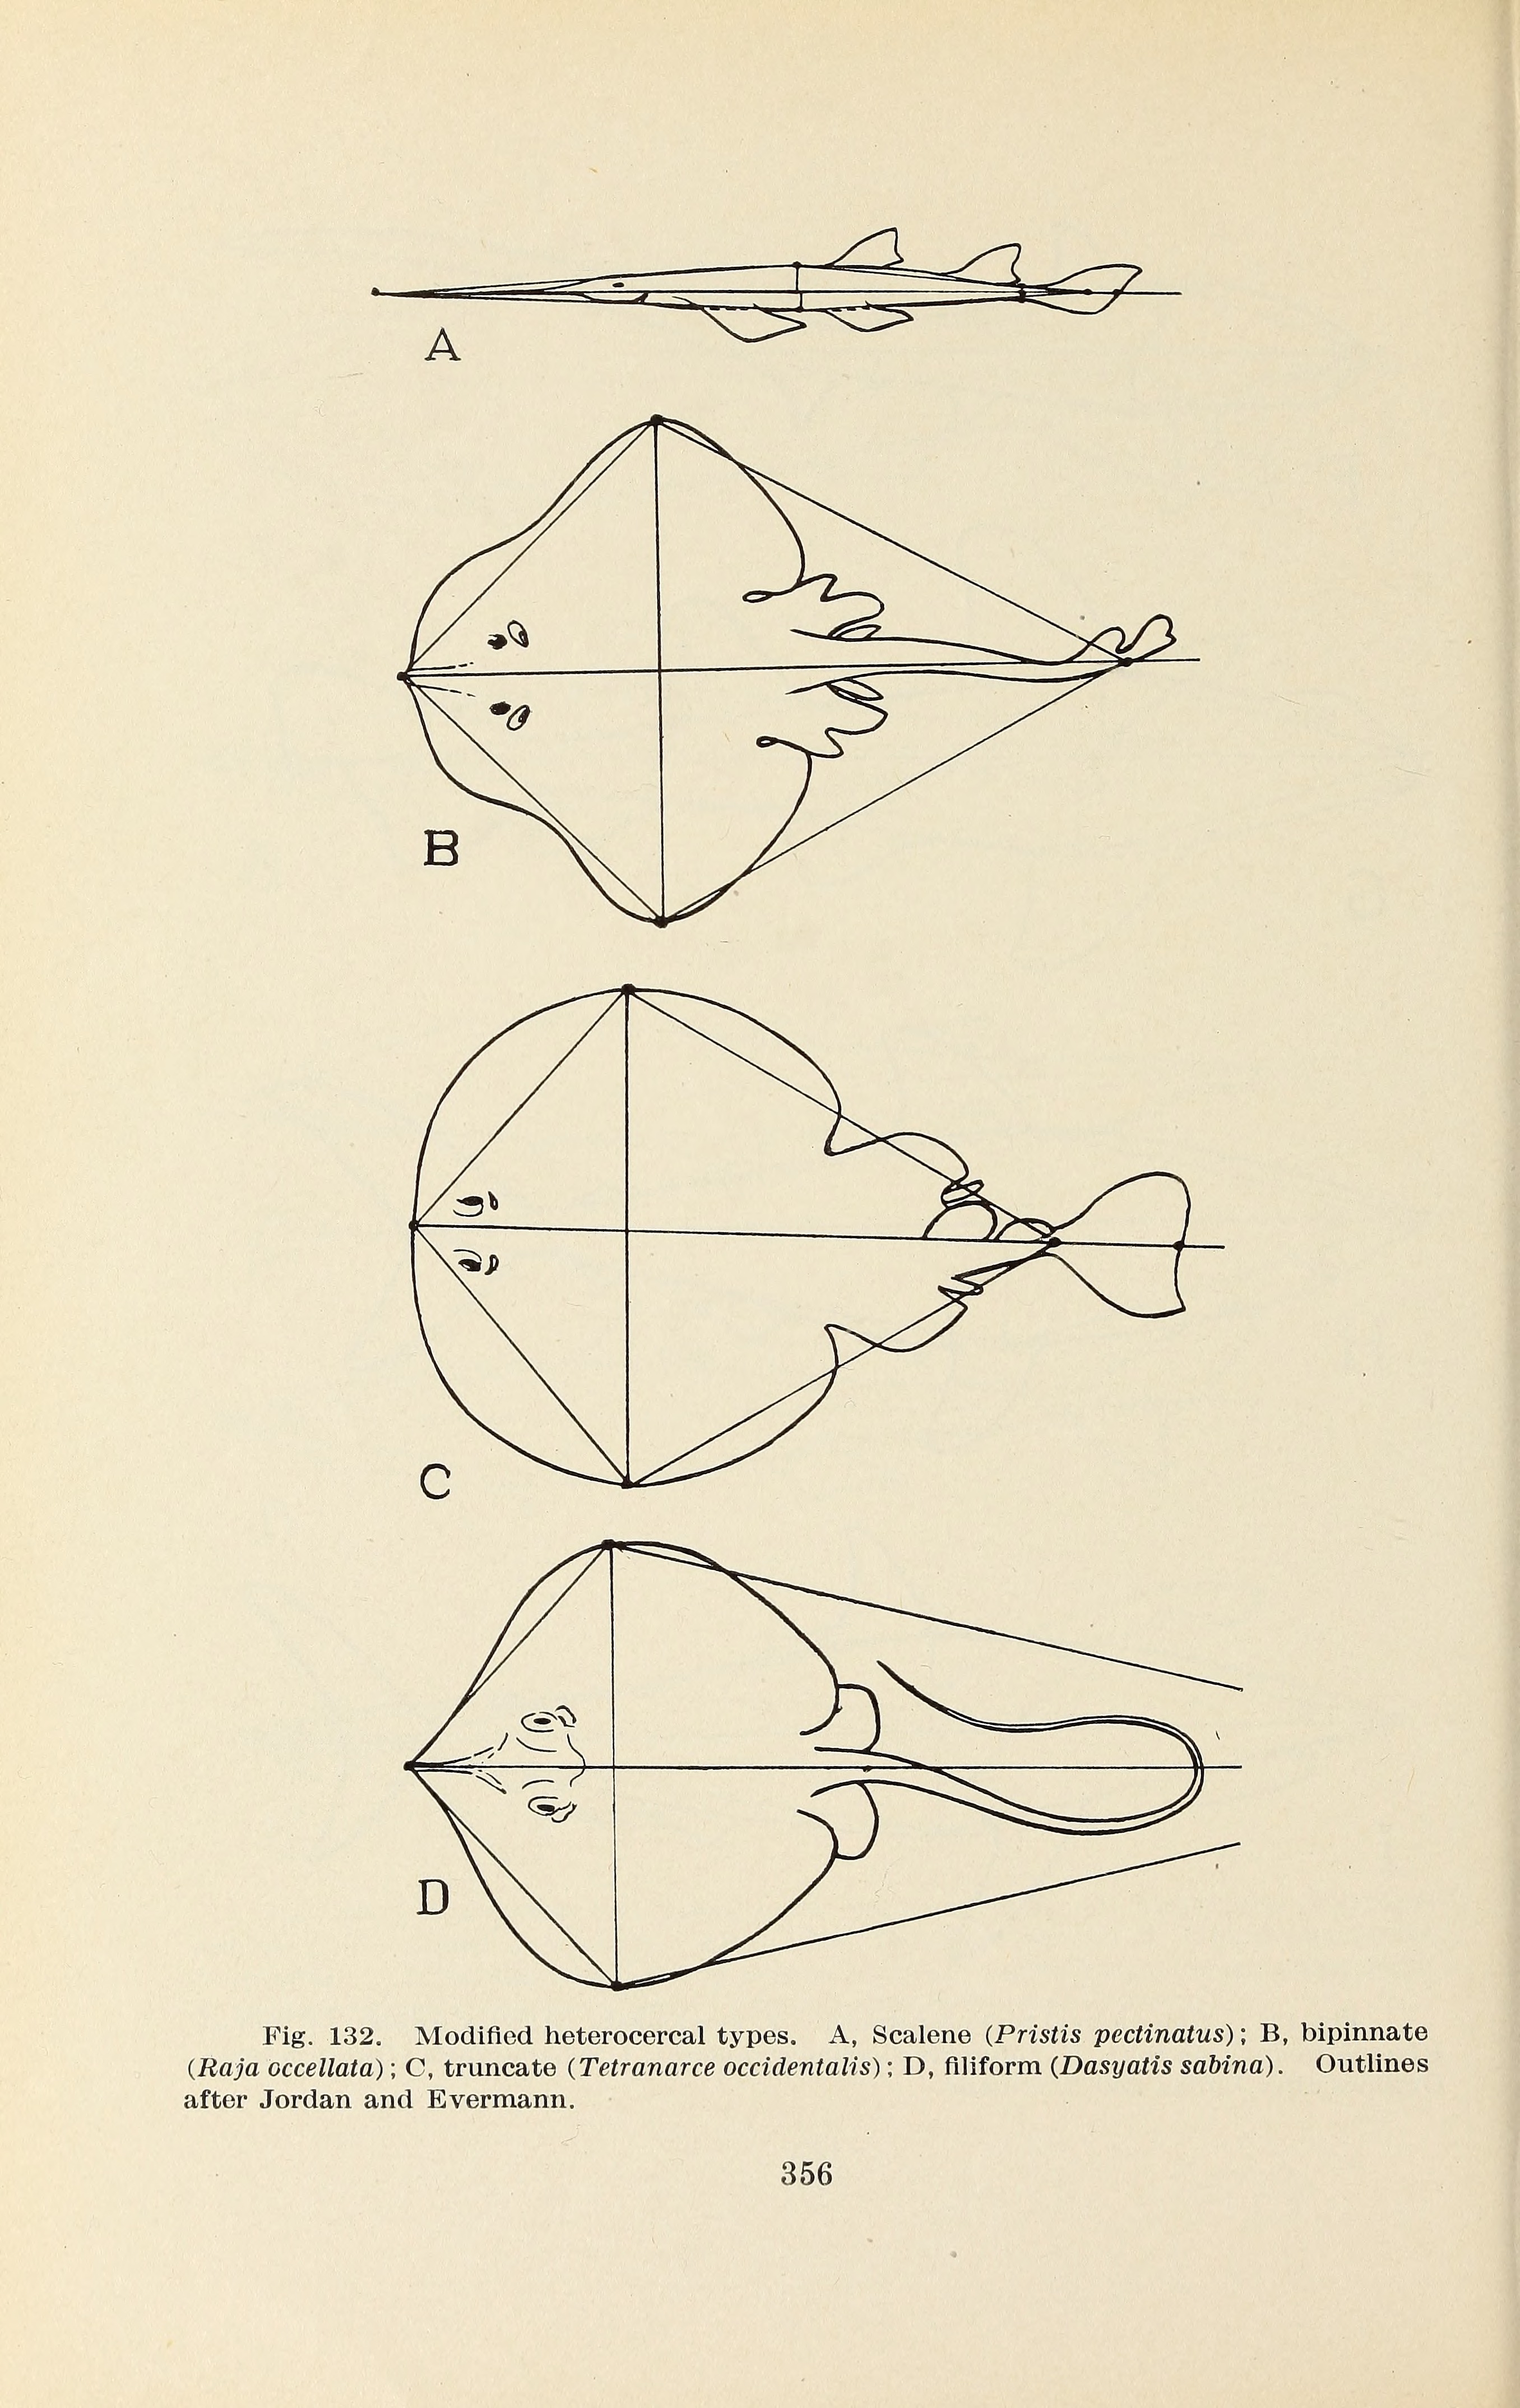 A
B
C
D
Fig. 132. Modified heterocercal types. A, Scalene (Pristis pectinatus); B, bipinnate
(Raja occellata); C, truncate (Tetranarce occidentalis); D, filiform (Dasyatis sabina). Outlines
after Jordan and Evermann.
356